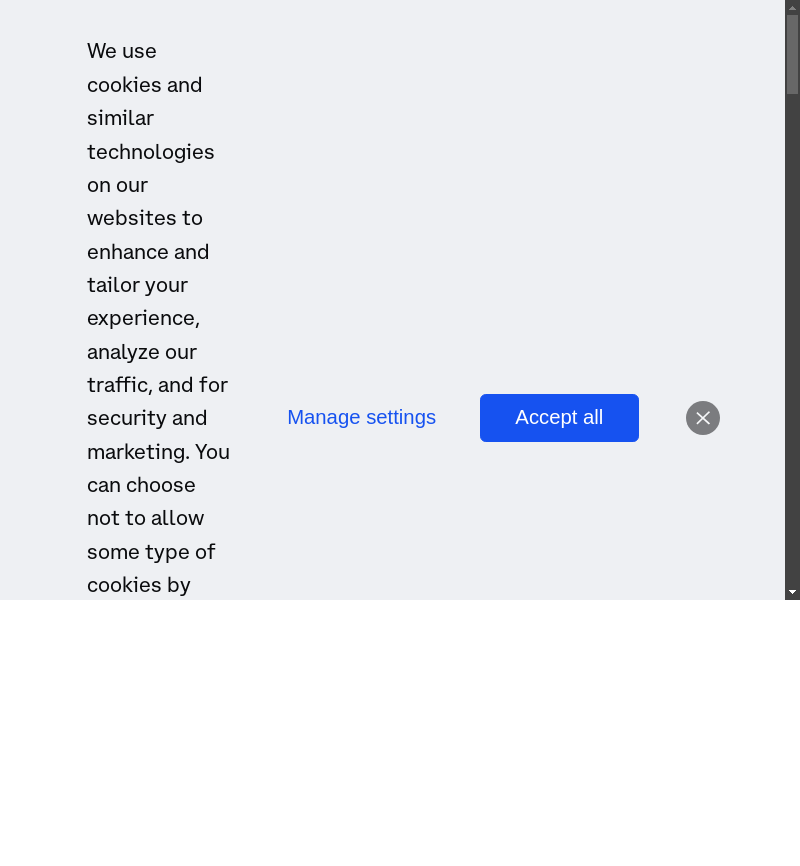 We use
cookies and
similar
technologies
on our
websites to
enhance and
tailor your
experience,
analyze our
traffic, and for
security and
marketing. You
can choose
not to allow
some type of
cookies by
Manage settings
Accept all